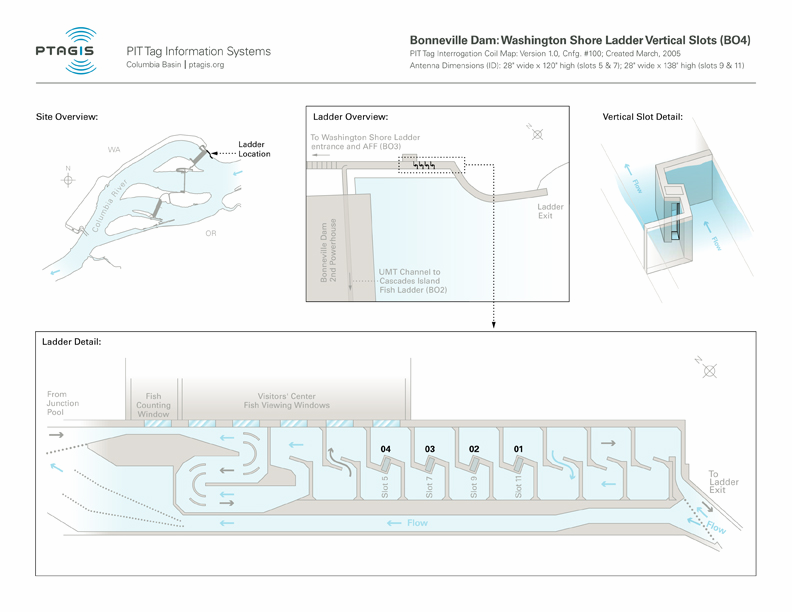 PTAGIS
PIT Tag Information Systems
Columbia Basin | ptagis.org
Bonneville Dam: Washington Shore Ladder Vertical Slots (BO4)
PIT Tag Interrogation Coil Map: Version 1.0, Cnfg. #100; Created March, 2005
Antenna Dimensions (ID): 28" wide x 120" high (slots 5 & 7); 28" wide x 138" high (slots 9 & 11)
Site Overview:
WA
Ladder
Location
N
Columbia River
OR
Ladder Overview:
To Washington Shore Ladder
entrance and AFF (BO3)
N
Ladder
Exit
Bonneville Dam
2nd Powerhouse
UMT Channel to
Cascades Island
Fish Ladder (BO2)
Vertical Slot Detail:
Flow
Flow
Ladder Detail:
N
From
Junction
Pool
Fish
Counting
Window
Visitors' Center
Fish Viewing Windows
04
03
02
01
Slot 5
Slot 7
Slot 9
Slot 11
To
Ladder
Exit
Flow
Flow